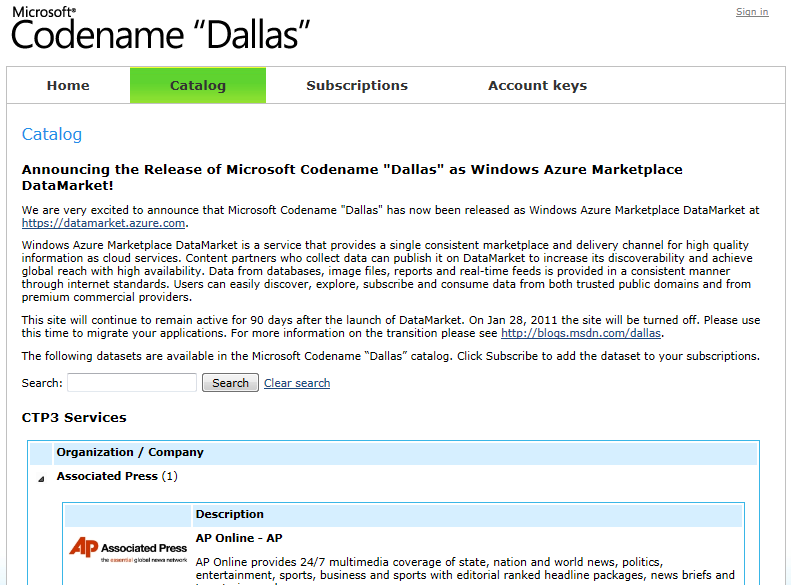 Microsoft®
Sign in
Codename “Dallas”
Home Catalog Subscriptions Account keys
Catalog
Announcing the Release of Microsoft Codename "Dallas" as Windows Azure Marketplace
DataMarket!
We are very excited to announce that Microsoft Codename "Dallas" has now been released as Windows Azure Marketplace DataMarket at
https://datamarket.azure.com.
Windows Azure Marketplace DataMarket is a service that provides a single consistent marketplace and delivery channel for high quality
information as cloud services. Content partners who collect data can publish it on DataMarket to increase its discoverability and achieve
global reach with high availability. Data from databases, image files, reports and real-time feeds is provided in a consistent manner
through internet standards. Users can easily discover, explore, subscribe and consume data from both trusted public domains and from
premium commercial providers.
This site will continue to remain active for 90 days after the launch of DataMarket. On Jan 28, 2011 the site will be turned off. Please use
this time to migrate your applications. For more information on the transition please see http://blogs.msdn.com/dallas.
The following datasets are available in the Microsoft Codename “Dallas” catalog. Click Subscribe to add the dataset to your subscriptions.
Search: Search Clear search
CTP3 Services
Organization / Company
Associated Press (1)
Description
AP Associated Press
the essential global news network
AP Online - AP
AP Online provides 24/7 multimedia coverage of state, nation and world news, politics,
entertainment, sports, business and sports with editorial ranked headline packages, news briefs and